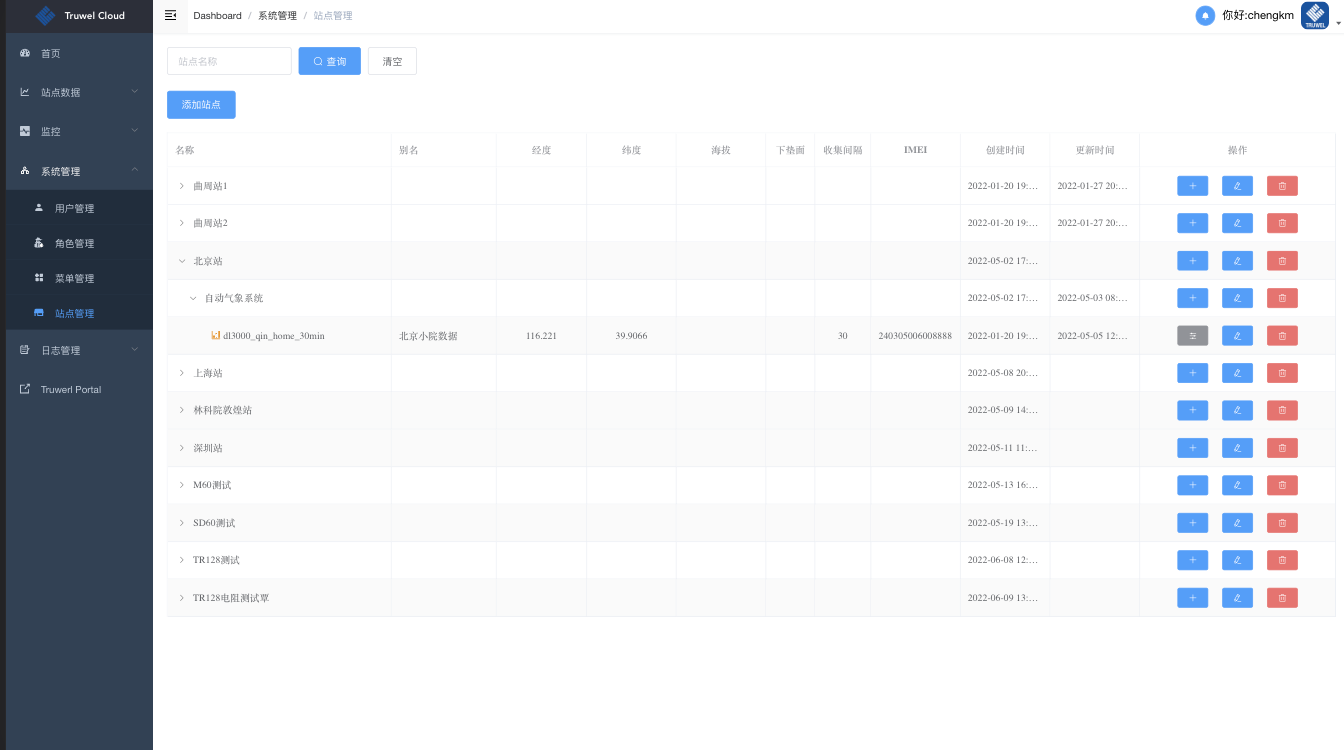 Truwel Cloud
Dashboard / 系统管理 / 站点管理
你好:chengkm
TRUWEL
首页
站点数据
监控
系统管理
用户管理
角色管理
菜单管理
站点管理
日志管理
Truwerl Portal
站点名称 查询 清空
添加站点
名称 别名 经度 纬度 海拔 下垫面 收集间隔 IMEI 创建时间 更新时间 操作
曲周站1 2022-01-20 19:... 2022-01-27 20:...
曲周站2 2022-01-20 19:... 2022-01-27 20:...
北京站 2022-05-02 17:...
自动气象系统 2022-05-02 17:... 2022-05-03 08:...
dl3000_qin_home_30min 北京小院数据 116.221 39.9066 30 240305006008888 2022-01-20 19:... 2022-05-05 12:...
上海站 2022-05-08 20:...
林科院敦煌站 2022-05-09 14:...
深圳站 2022-05-11 11:...
M60测试 2022-05-13 16:...
SD60测试 2022-05-19 13:...
TR128测试 2022-06-08 12:...
TR128电阻测试覃 2022-06-09 13:...